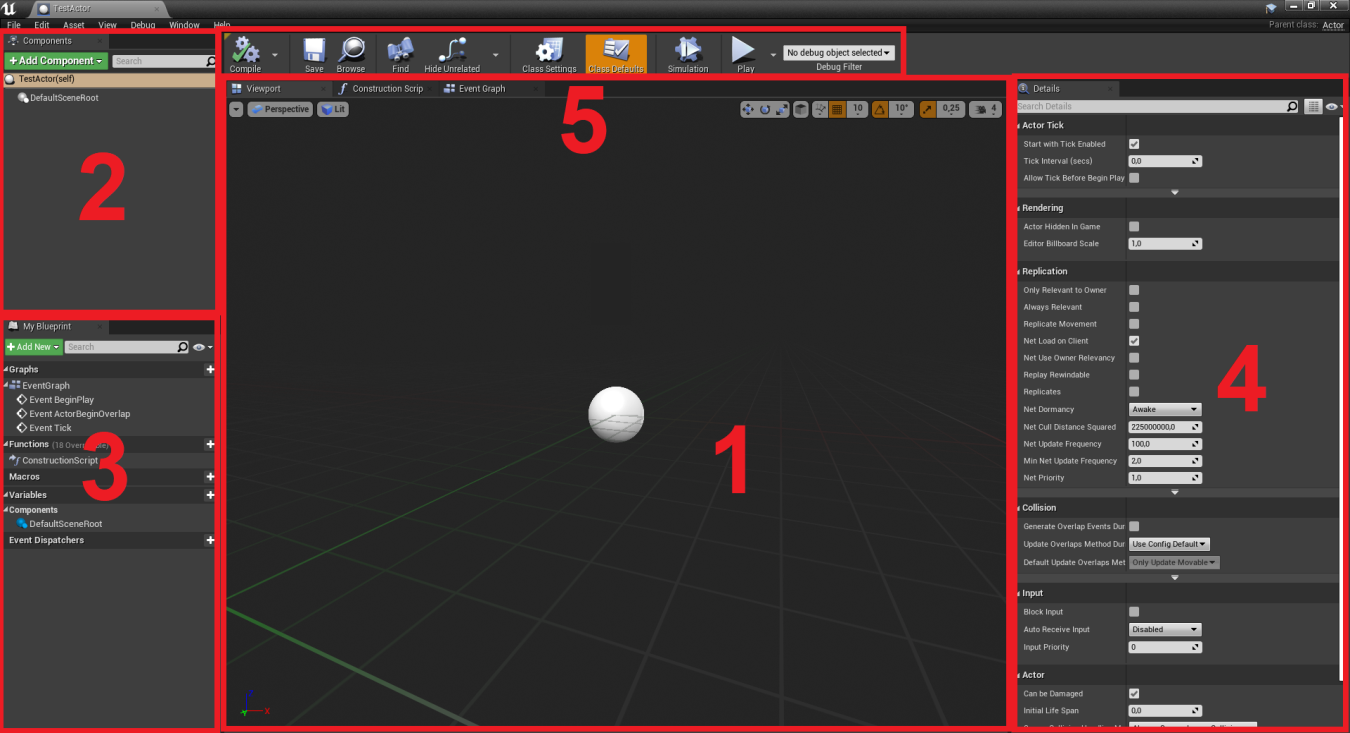 TestActor
File Edit Asset View Debug Window Help
Parent class: Actor
Components
+Add Component Search
TestActor(self)
DefaultSceneRoot
2
My Blueprint
+Add New Search
Graphs
EventGraph
Event BeginPlay
Event ActorBeginOverlap
Event Tick
Functions (18
ConstructionScript
Macros
Variables
Components
DefaultSceneRoot
Event Dispatchers
3
Compile Save Browse Find Hide Unrelated Class Settings Class Defaults Simulation Play
No debug object selected
Debug Filter
5
Viewport Construction Scrip Event Graph
Perspective Lit 10 10° 0,25 4
1
X
Details
Search Details
Actor Tick
Start with Tick Enabled
Tick Interval (secs) 0,0
Allow Tick Before Begin Play
Rendering
Actor Hidden In Game
Editor Billboard Scale 1,0
Replication
Only Relevant to Owner
Always Relevant
Replicate Movement
Net Load on Client
Net Use Owner Relevancy
Replay Rewindable
Replicates
Net Dormancy Awake
Net Cull Distance Squared 225000000,0
Net Update Frequency 100,0
Min Net Update Frequency 2,0
Net Priority 1,0
4
Collision
Generate Overlap Events Dur
Update Overlaps Method Dur Use Config Default
Default Update Overlaps Met Only Update Movable
Input
Block Input
Auto Receive Input Disabled
Input Priority 0
Actor
Can be Damaged
Initial Life Span 0,0